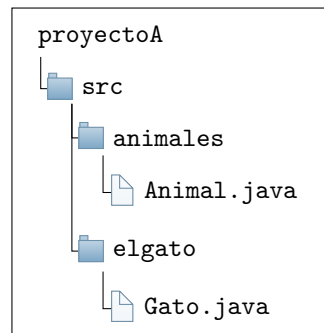 proyectoA
src
animales
Animal.java
elgato
Gato.java